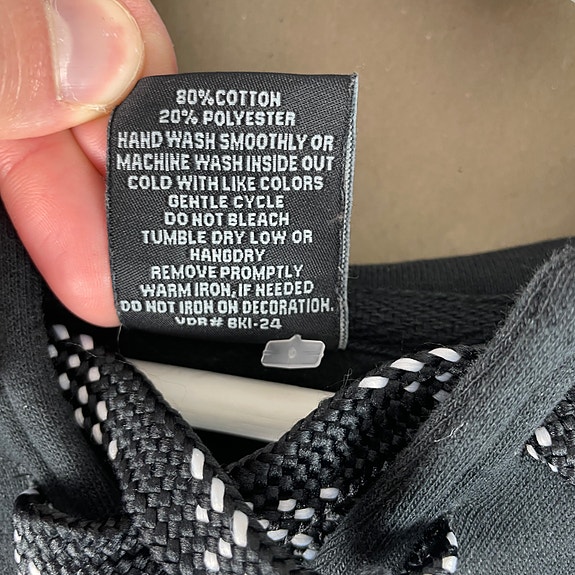 80% COTTON
20% POLYESTER
HAND WASH SMOOTHLY OR
MACHINE WASH INSIDE OUT
COLD WITH LIKE COLORS
GENTLE CYCLE
DO NOT BLEACH
TUMBLE DRY LOW OR
HANGDRY
REMOVE PROMPTLY
WARM IRON, IF NEEDED
DO NOT IRON ON DECORATION.
VDR# 6KI-24